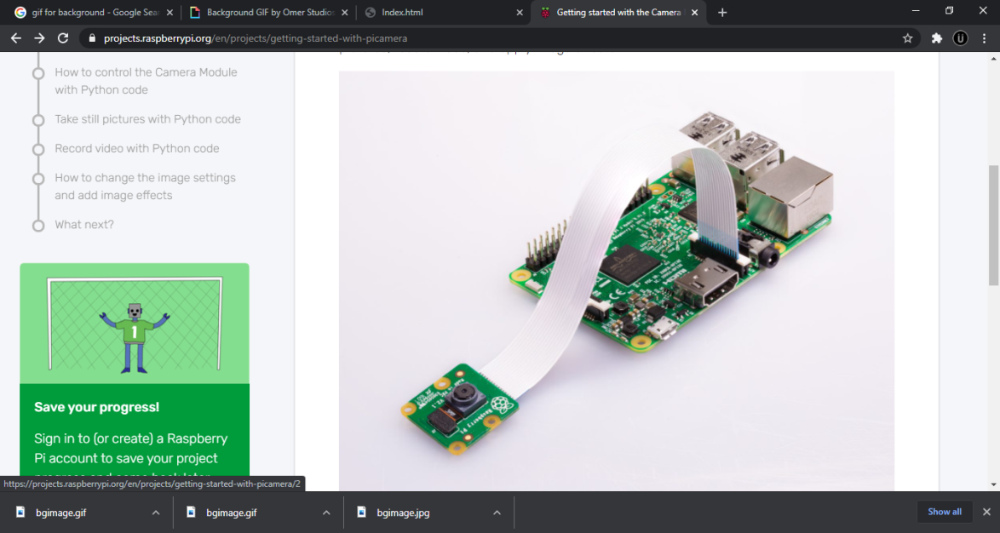 gif for background - Google Sear
Background GIF by Omer Studios
Index.html
Getting started with the Camera
projects.raspberrypi.org/en/projects/getting-started-with-picamera
U
How to control the Camera Module
with Python code
Take still pictures with Python code
Record video with Python code
How to change the image settings
and add image effects
What next?
1
Save your progress!
Sign in to (or create) a Raspberry
Pi account to save your project
HDMI
Raspberry Pi
https://projects.raspberrypi.org/en/projects/getting-started-with-picamera/2
bgimage.gif
bgimage.gif
bgimage.jpg
Show all